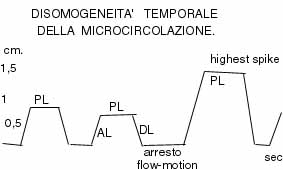 DISOMOGENEITA' TEMPORALE
DELLA MICROCIRCOLAZIONE.
cm.
highest spike
1,5
PL
1
PL
PL
0,5
AL
DL
arresto
flow-motion
sec